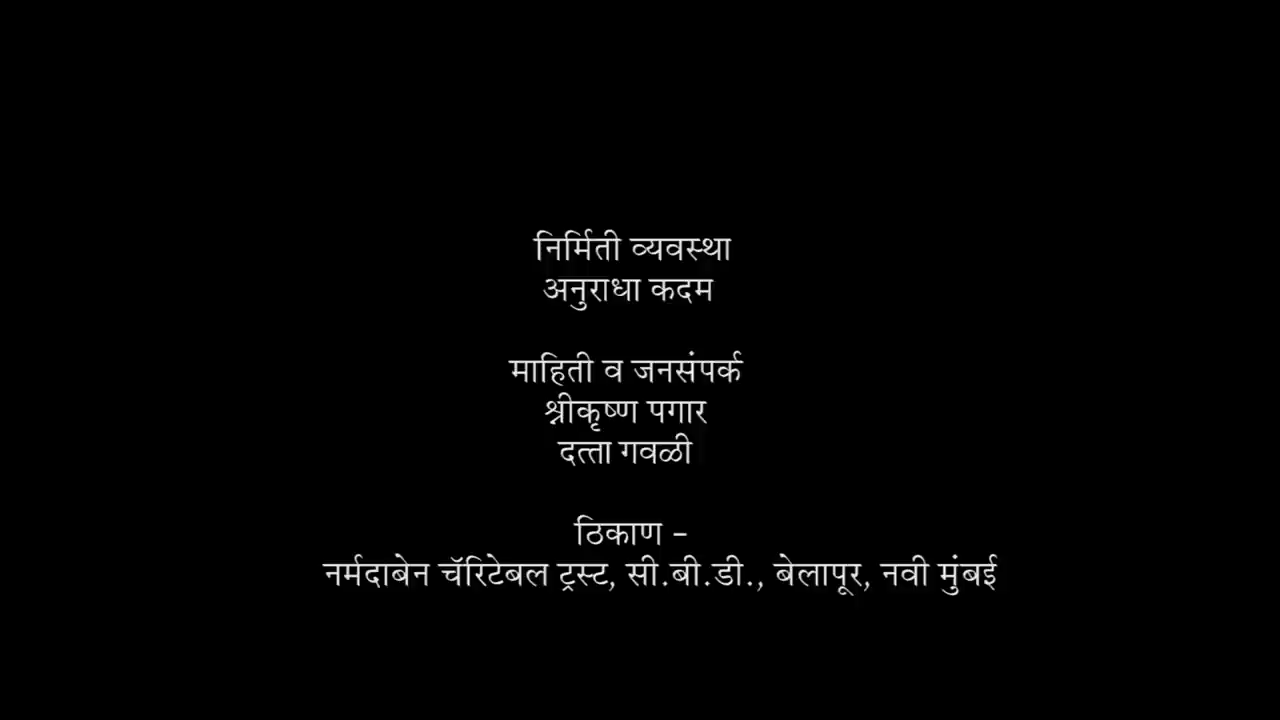 निर्मिती व्यवस्था
अनुराधा कदम
माहिती व जनसंपर्क
श्रीकृष्ण पगार
दत्ता गवळी
ठिकाण –
नर्मदाबेन चॅरिटेबल ट्रस्ट, सी.बी.डी., बेलापूर, नवी मुंबई